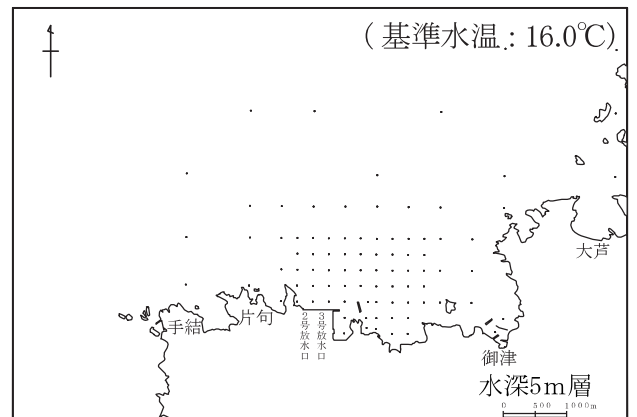 (基準水温:16.0℃)
大芦
片句
手結
2号放水口
3号放水口
御津
水深5m層
0 500 1000m